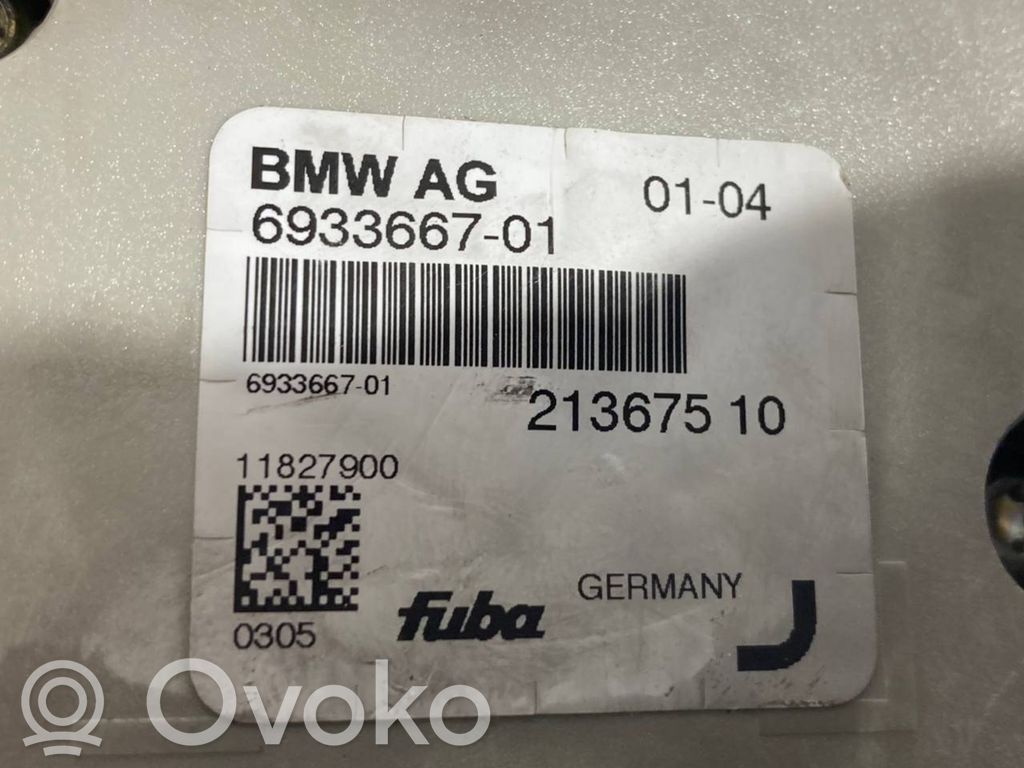 BMW AG
01-04
6933667-01
6933667-01
213675 10
11827900
0305
fuba
GERMANY
J
Ovoko